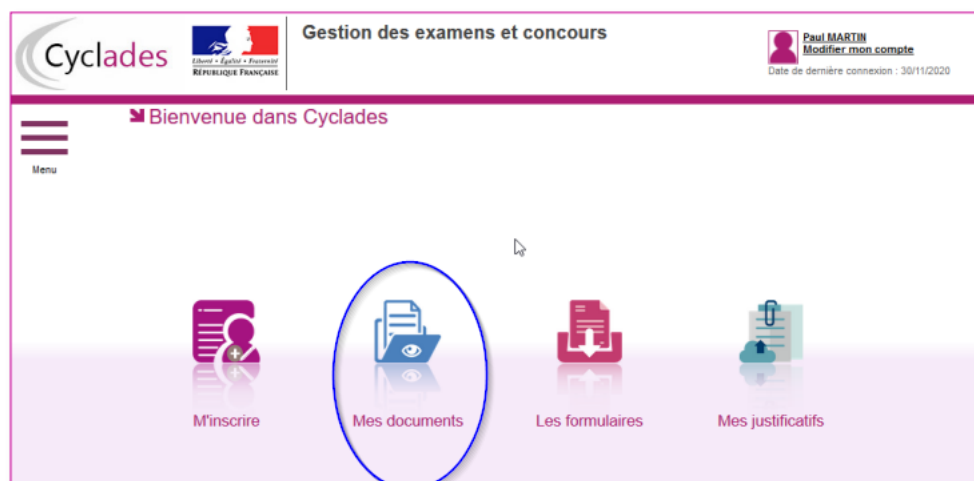 Cyclades
Liberté • Égalité • Fraternité
RÉPUBLIQUE FRANÇAISE
Gestion des examens et concours
Paul MARTIN
Modifier mon compte
Date de dernière connexion : 30/11/2020
Menu
Bienvenue dans Cyclades
M'inscrire
Mes documents
Les formulaires
Mes justificatifs